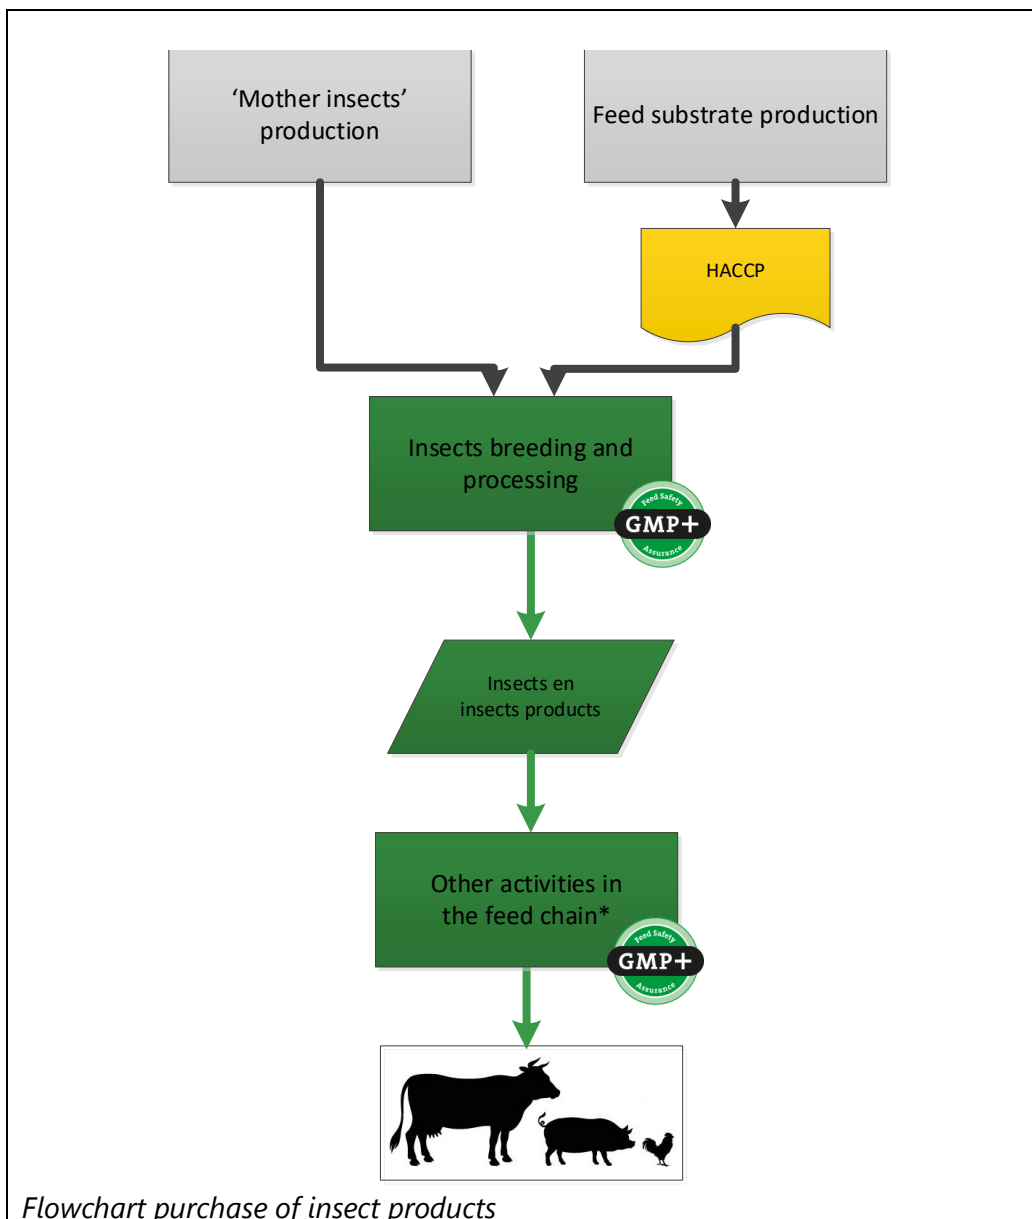 ‘Mother insects’
production
Feed substrate production
HACCP
Insects breeding and
processing
Feed Safety
GMP+
Assurance
Insects en
insects products
Other activities in
the feed chain*
Feed Safety
GMP+
Assurance
Flowchart purchase of insect products